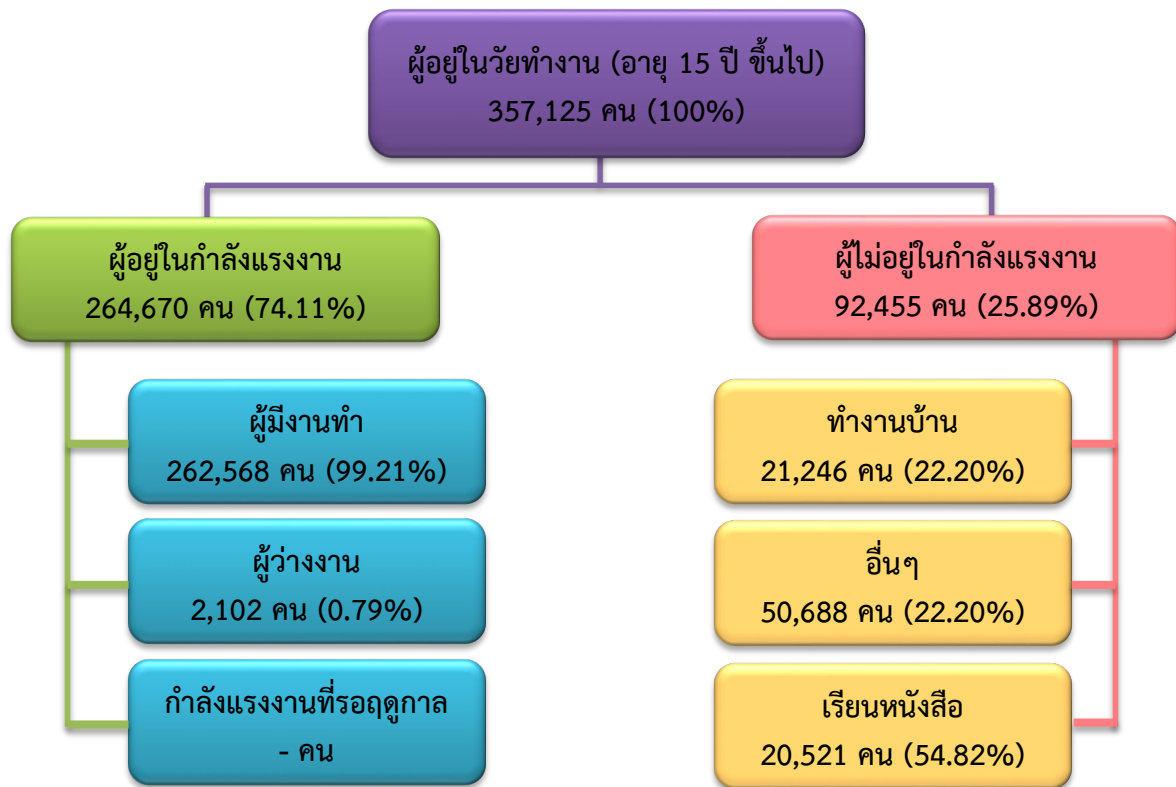 ผู้อยู่ในวัยทำงาน (อายุ 15 ปี ขึ้นไป)
357,125 คน (100%)
ผู้อยู่ในกำลังแรงงาน
264,670 คน (74.11%)
ผู้มีงานทำ
262,568 คน (99.21%)
ผู้ว่างงาน
2,102 คน (0.79%)
กำลังแรงงานที่รอฤดูกาล
- คน
ผู้ไม่อยู่ในกำลังแรงงาน
92,455 คน (25.89%)
ทำงานบ้าน
21,246 คน (22.20%)
อื่นๆ
50,688 คน (22.20%)
เรียนหนังสือ
20,521 คน (54.82%)